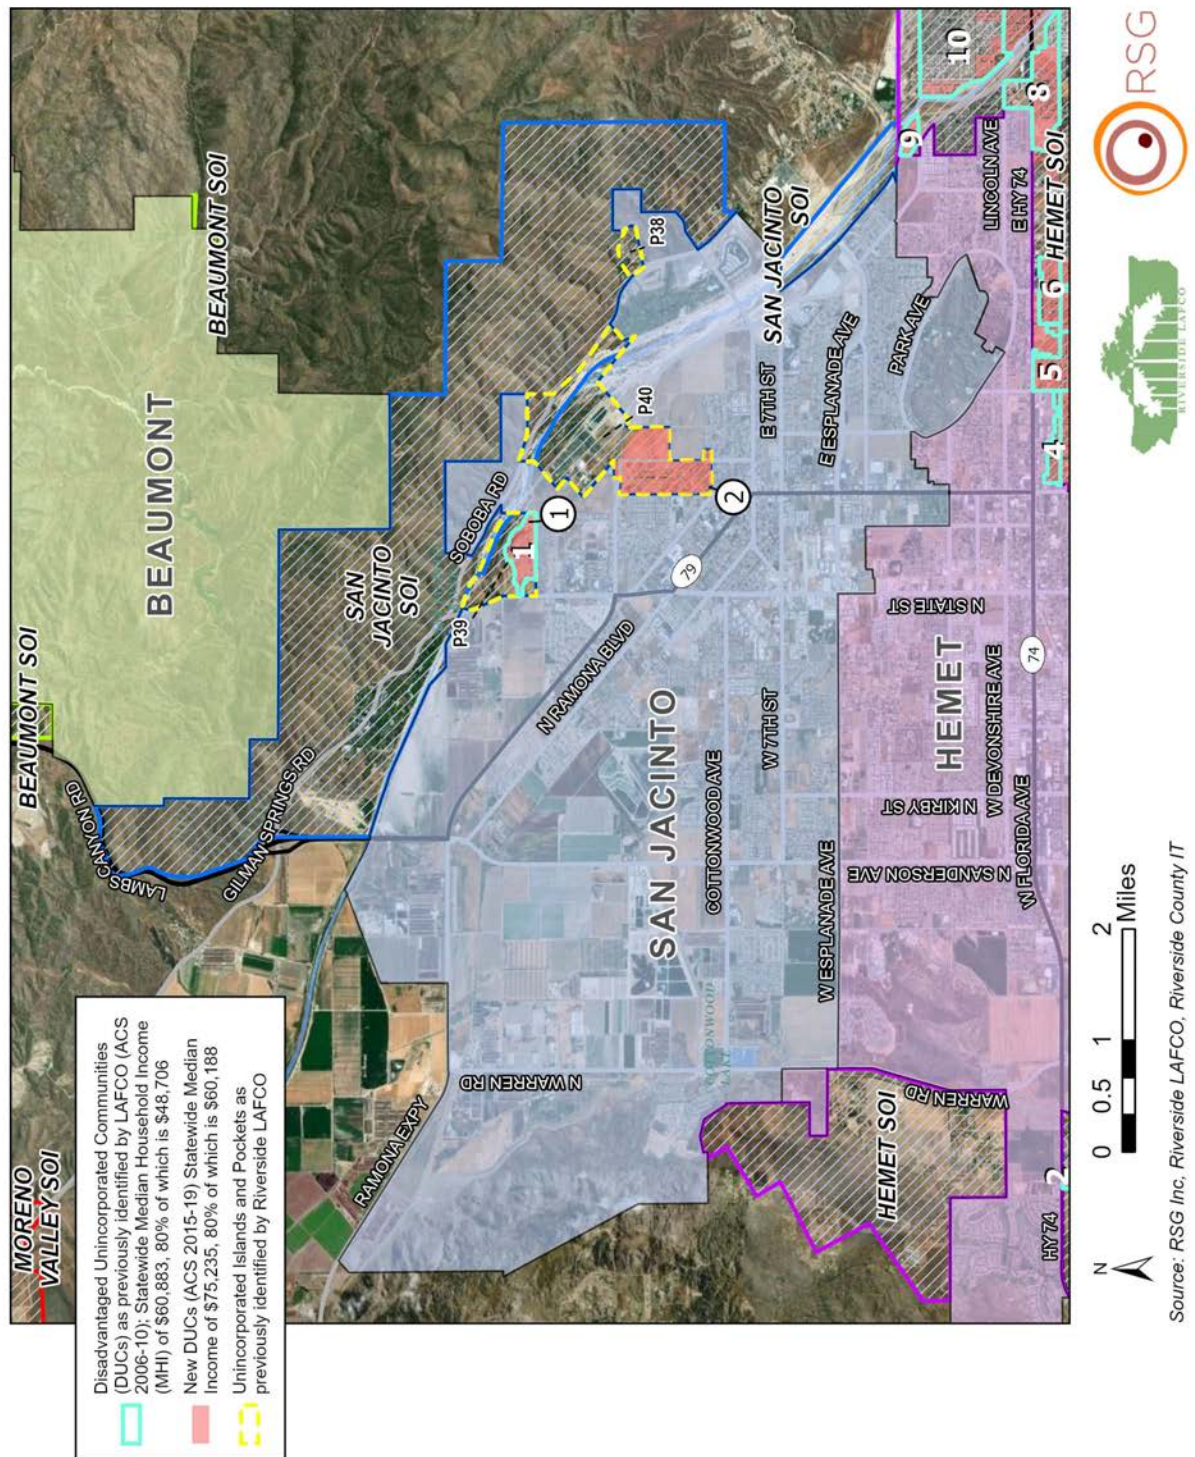 Disadvantaged Unincorporated Communities
(DUCs) as previously identified by LAFCO (ACS
2006-10); Statewide Median Household Income
(MHI) of $60,883, 80% of which is $48,706
New DUCs (ACS 2015-19) Statewide Median
Income of $75,235, 80% of which is $60,188
Unincorporated Islands and Pockets as
previously identified by Riverside LAFCO
MORENO
VALLEY SOI
BEAUMONT SOI
BEAUMONT
BEAUMONT SOI
LAMBS CANYON RD
GILMAN SPRINGS RD
SAN
JACINTO
SOI
SOBOBA RD
RAMONA EXPY
P39
1
1
P40
P38
N RAMONA BLVD
79
2
SAN JACINTO
SAN JACINTO
SOI
N WARREN RD
COTTONWOOD AVE
W 7TH ST
E 7TH ST
W ESPLANADE AVE
E ESPLANADE AVE
PARK AVE
HEMET SOI
WARREN RD
N SANDERSON AVE
N KIRBY ST
N STATE ST
HEMET
W DEVONSHIRE AVE
W FLORIDA AVE
74
LINCOLN AVE
E HY 74
HEMET SOI
HY 74
2
4
5
6
8
9
10
N
0 0.5 1 2
Miles
RIVERSIDE LAFCO
RSG
Source: RSG Inc, Riverside LAFCO, Riverside County IT